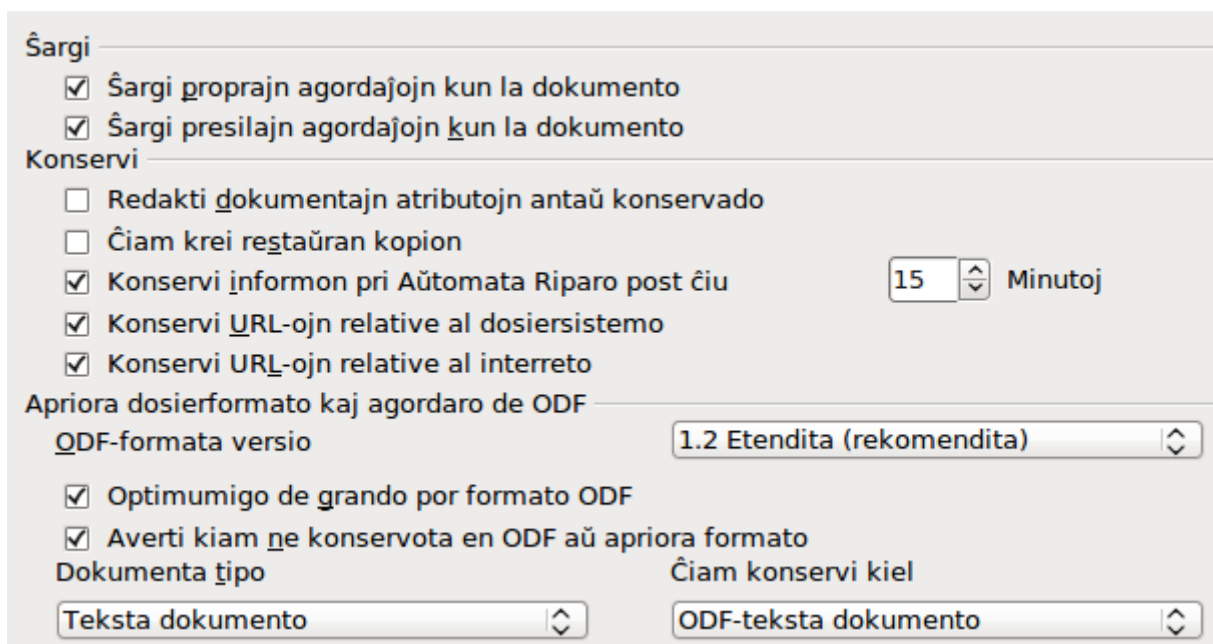 Ŝargi
Ŝargi proprajn agordaĵojn kun la dokumento
Ŝargi presilajn agordaĵojn kun la dokumento
Konservi
Redakti dokumentajn atributojn antaŭ konservado
Ĉiam krei restaŭran kopion
Konservi informon pri Aŭtomata Riparo post ĉiu 15 Minutoj
Konservi URL-ojn relative al dosiersistemo
Konservi URL-ojn relative al interreto
Apriora dosierformato kaj agordaro de ODF
ODF-formata versio 1.2 Etendita (rekomendita)
Optimumigo de grando por formato ODF
Averti kiam ne konservota en ODF aŭ apriora formato
Dokumenta tipo Ĉiam konservi kiel
Teksta dokumento ODF-teksta dokumento